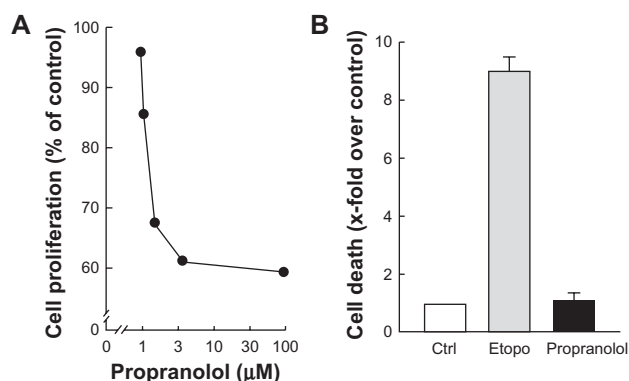 A
Cell proliferation (% of control)
100
90
80
70
60
0
0 1 3 10 30 100
Propranolol (µM)
B
Cell death (x-fold over control)
10
8
6
4
2
0
Ctrl Etopo Propranolol